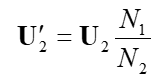 U′₂ = U₂ N₁/N₂